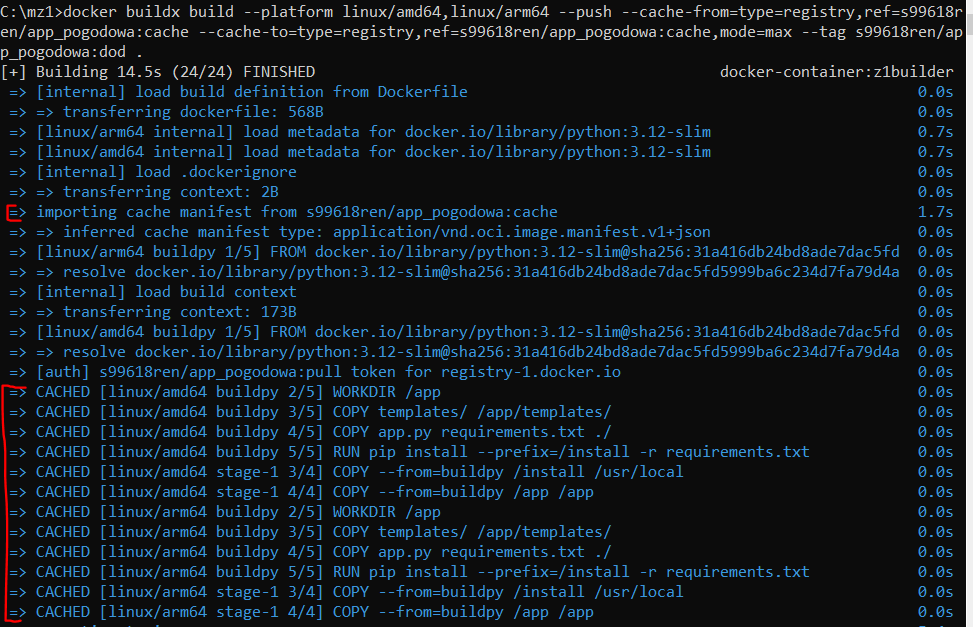 C:\mz1>docker buildx build --platform linux/amd64,linux/arm64 --push --cache-from=type=registry,ref=s99618r
en/app_pogodowa:cache --cache-to=type=registry,ref=s99618ren/app_pogodowa:cache,mode=max --tag s99618ren/ap
p_pogodowa:dod .
[+] Building 14.5s (24/24) FINISHED docker-container:z1builder
=> [internal] load build definition from Dockerfile 0.0s
=> => transferring dockerfile: 568B 0.0s
=> [linux/arm64 internal] load metadata for docker.io/library/python:3.12-slim 0.7s
=> [linux/amd64 internal] load metadata for docker.io/library/python:3.12-slim 0.7s
=> [internal] load .dockerignore 0.0s
=> => transferring context: 2B 0.0s
=> importing cache manifest from s99618ren/app_pogodowa:cache 1.7s
=> => inferred cache manifest type: application/vnd.oci.image.manifest.v1+json 0.0s
=> [linux/arm64 buildpy 1/5] FROM docker.io/library/python:3.12-slim@sha256:31a416db24bd8ade7dac5fd 0.0s
=> => resolve docker.io/library/python:3.12-slim@sha256:31a416db24bd8ade7dac5fd5999ba6c234d7fa79d4a 0.0s
=> [internal] load build context 0.0s
=> => transferring context: 173B 0.0s
=> [linux/amd64 buildpy 1/5] FROM docker.io/library/python:3.12-slim@sha256:31a416db24bd8ade7dac5fd 0.0s
=> => resolve docker.io/library/python:3.12-slim@sha256:31a416db24bd8ade7dac5fd5999ba6c234d7fa79d4a 0.0s
=> [auth] s99618ren/app_pogodowa:pull token for registry-1.docker.io 0.0s
=> CACHED [linux/amd64 buildpy 2/5] WORKDIR /app 0.0s
=> CACHED [linux/amd64 buildpy 3/5] COPY templates/ /app/templates/ 0.0s
=> CACHED [linux/amd64 buildpy 4/5] COPY app.py requirements.txt ./ 0.0s
=> CACHED [linux/amd64 buildpy 5/5] RUN pip install --prefix=/install -r requirements.txt 0.0s
=> CACHED [linux/amd64 stage-1 3/4] COPY --from=buildpy /install /usr/local 0.0s
=> CACHED [linux/amd64 stage-1 4/4] COPY --from=buildpy /app /app 0.0s
=> CACHED [linux/arm64 buildpy 2/5] WORKDIR /app 0.0s
=> CACHED [linux/arm64 buildpy 3/5] COPY templates/ /app/templates/ 0.0s
=> CACHED [linux/arm64 buildpy 4/5] COPY app.py requirements.txt ./ 0.0s
=> CACHED [linux/arm64 buildpy 5/5] RUN pip install --prefix=/install -r requirements.txt 0.0s
=> CACHED [linux/arm64 stage-1 3/4] COPY --from=buildpy /install /usr/local 0.0s
=> CACHED [linux/arm64 stage-1 4/4] COPY --from=buildpy /app /app 0.0s